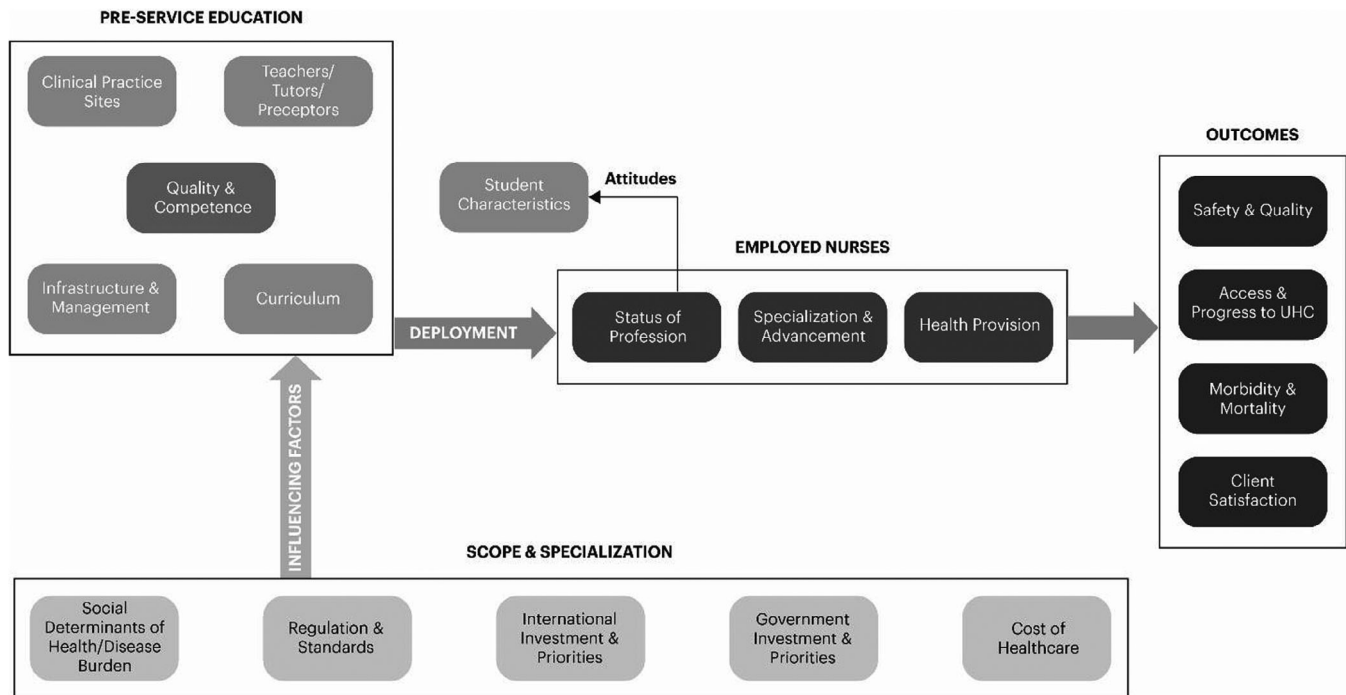 PRE-SERVICE EDUCATION
Clinical Practice
Sites
Teachers/
Tutors/
Preceptors
Quality &
Competence
Infrastructure &
Management
Curriculum
Student
Characteristics
Attitudes
DEPLOYMENT
EMPLOYED NURSES
Status of
Profession
Specialization &
Advancement
Health Provision
OUTCOMES
Safety & Quality
Access &
Progress to UHC
Morbidity &
Mortality
Client
Satisfaction
INFLUENCING FACTORS
SCOPE & SPECIALIZATION
Social
Determinants of
Health/Disease
Burden
Regulation &
Standards
International
Investment &
Priorities
Government
Investment &
Priorities
Cost of
Healthcare